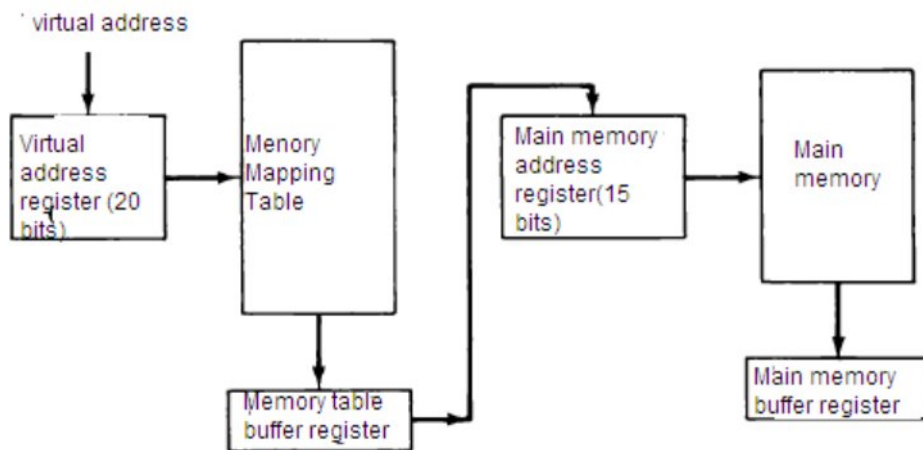 virtual address
Virtual
address
register (20
bits)
Menory
Mapping
Table
Memory table
buffer register
Main memory
address
register(15
bits)
Main
memory
Main memory
buffer register